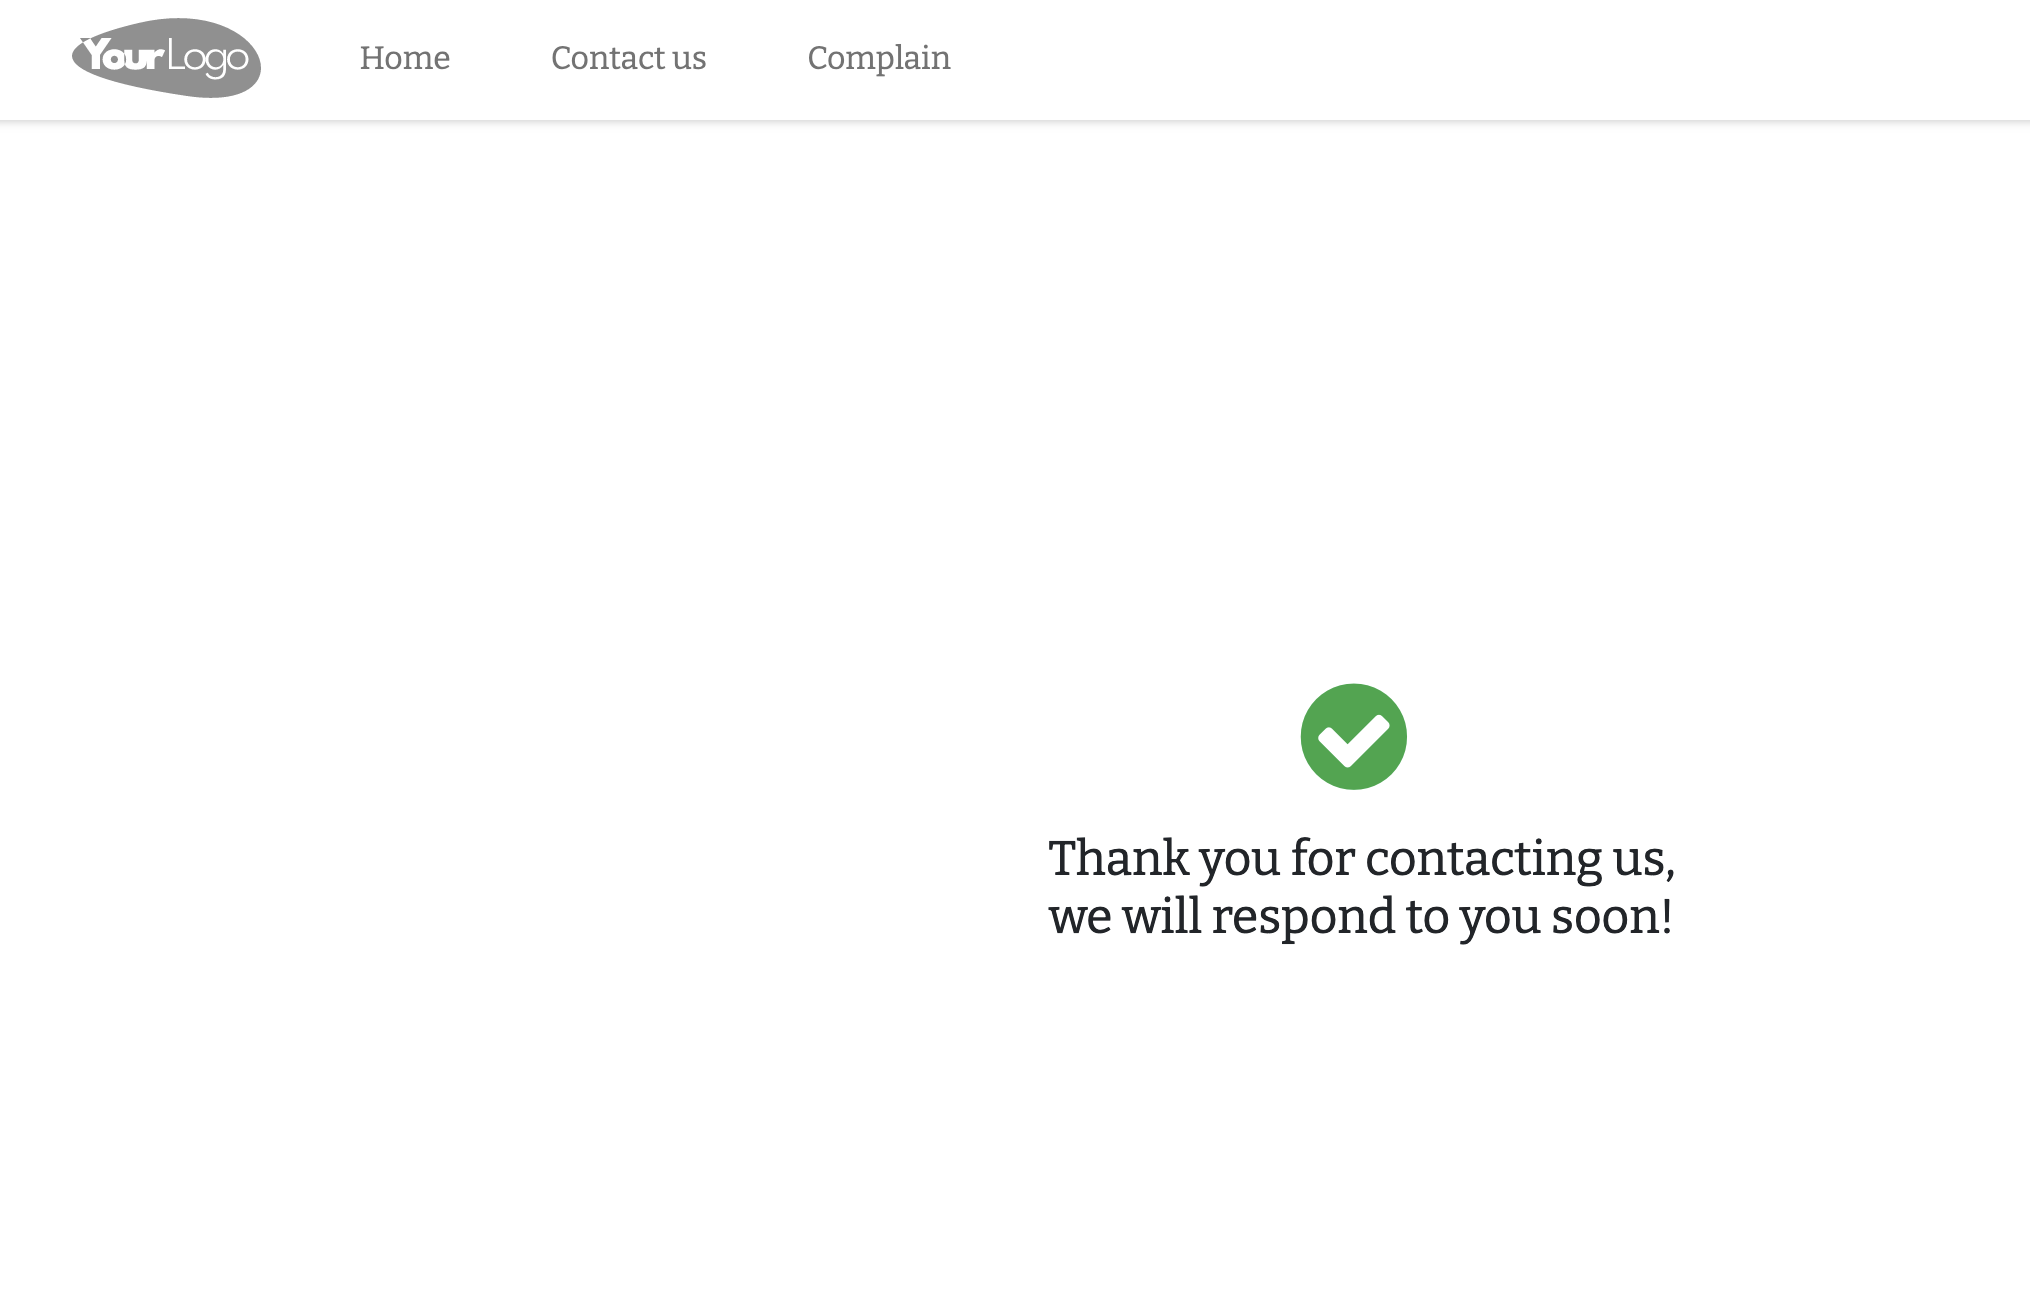 YourLogo
Home
Contact us
Complain
Thank you for contacting us,
we will respond to you soon!